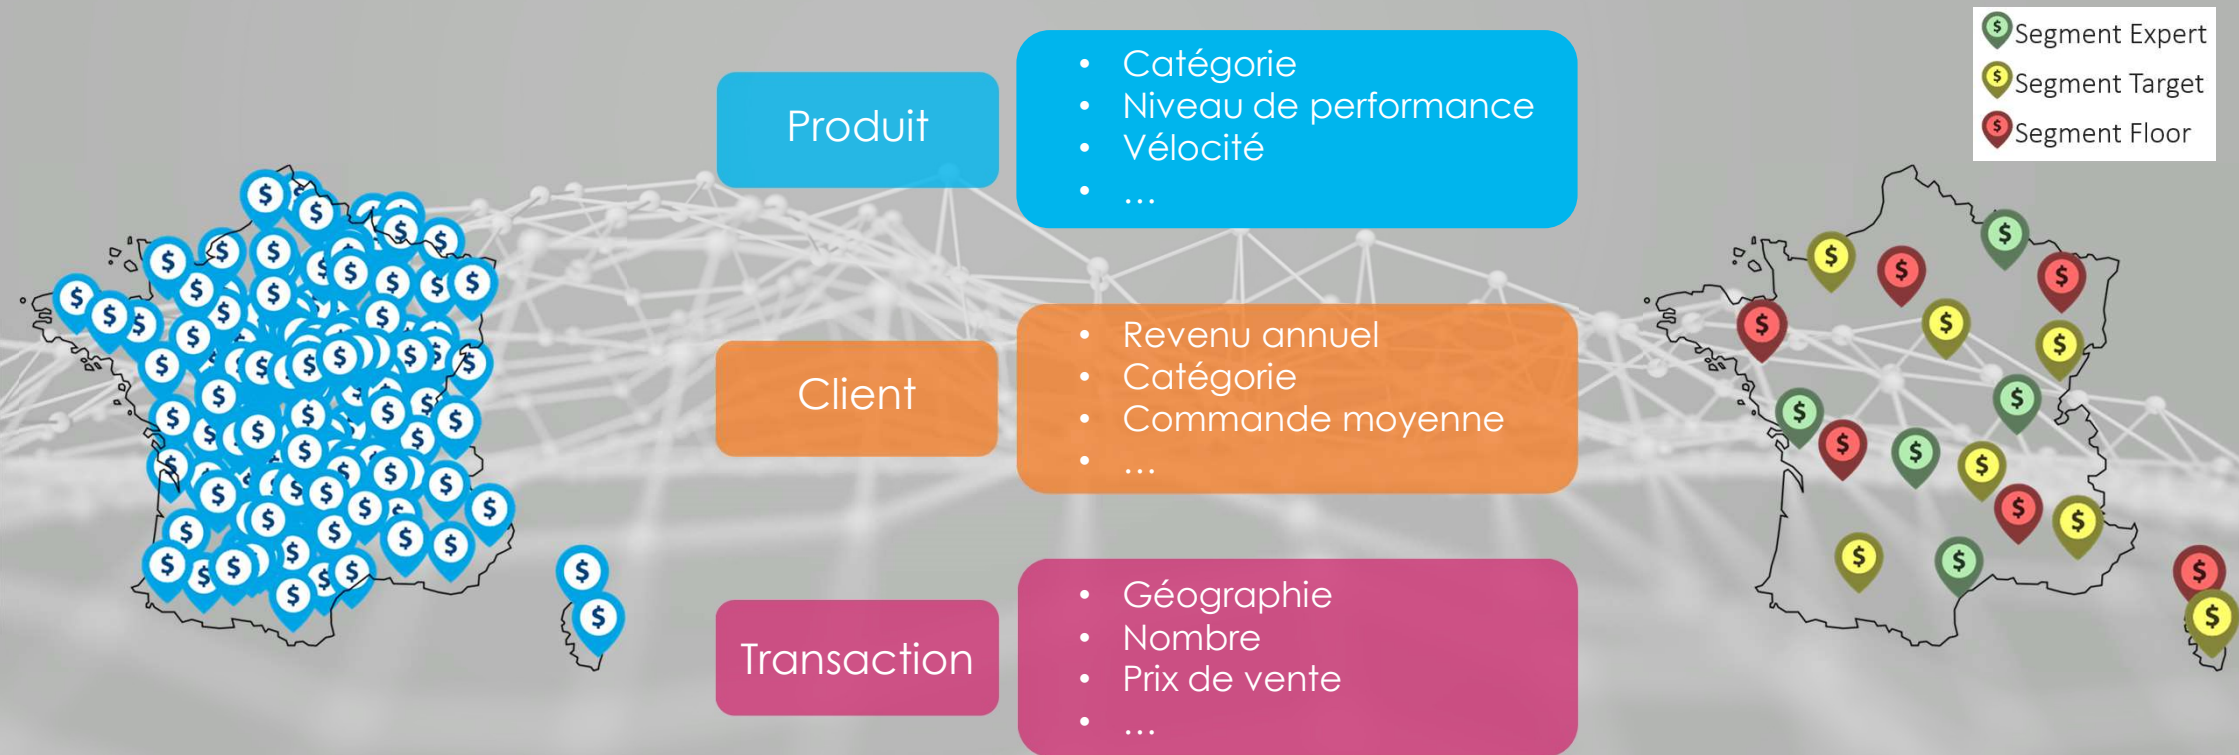 Produit
• Catégorie
• Niveau de performance
• Vélocité
• ...
Client
• Revenu annuel
• Catégorie
• Commande moyenne
• ...
Transaction
• Géographie
• Nombre
• Prix de vente
• ...
$ Segment Expert
$ Segment Target
$ Segment Floor